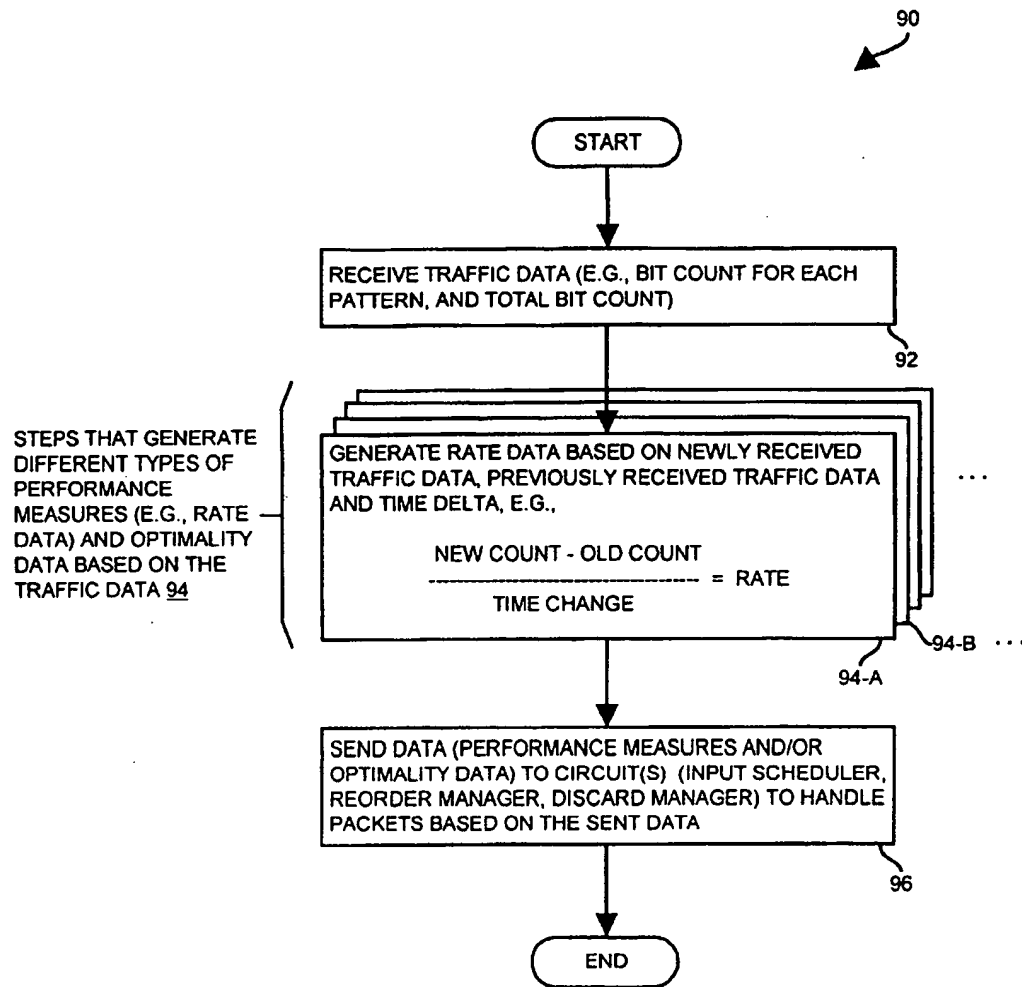 90
START
RECEIVE TRAFFIC DATA (E.G., BIT COUNT FOR EACH
PATTERN, AND TOTAL BIT COUNT)
92
STEPS THAT GENERATE
DIFFERENT TYPES OF
PERFORMANCE
MEASURES (E.G., RATE
DATA) AND OPTIMALITY
DATA BASED ON THE
TRAFFIC DATA 94
GENERATE RATE DATA BASED ON NEWLY RECEIVED
TRAFFIC DATA, PREVIOUSLY RECEIVED TRAFFIC DATA
AND TIME DELTA, E.G.,
NEW COUNT - OLD COUNT
------------------------------------ = RATE
TIME CHANGE
...
94-B ...
94-A
SEND DATA (PERFORMANCE MEASURES AND/OR
OPTIMALITY DATA) TO CIRCUIT(S) (INPUT SCHEDULER,
REORDER MANAGER, DISCARD MANAGER) TO HANDLE
PACKETS BASED ON THE SENT DATA
96
END